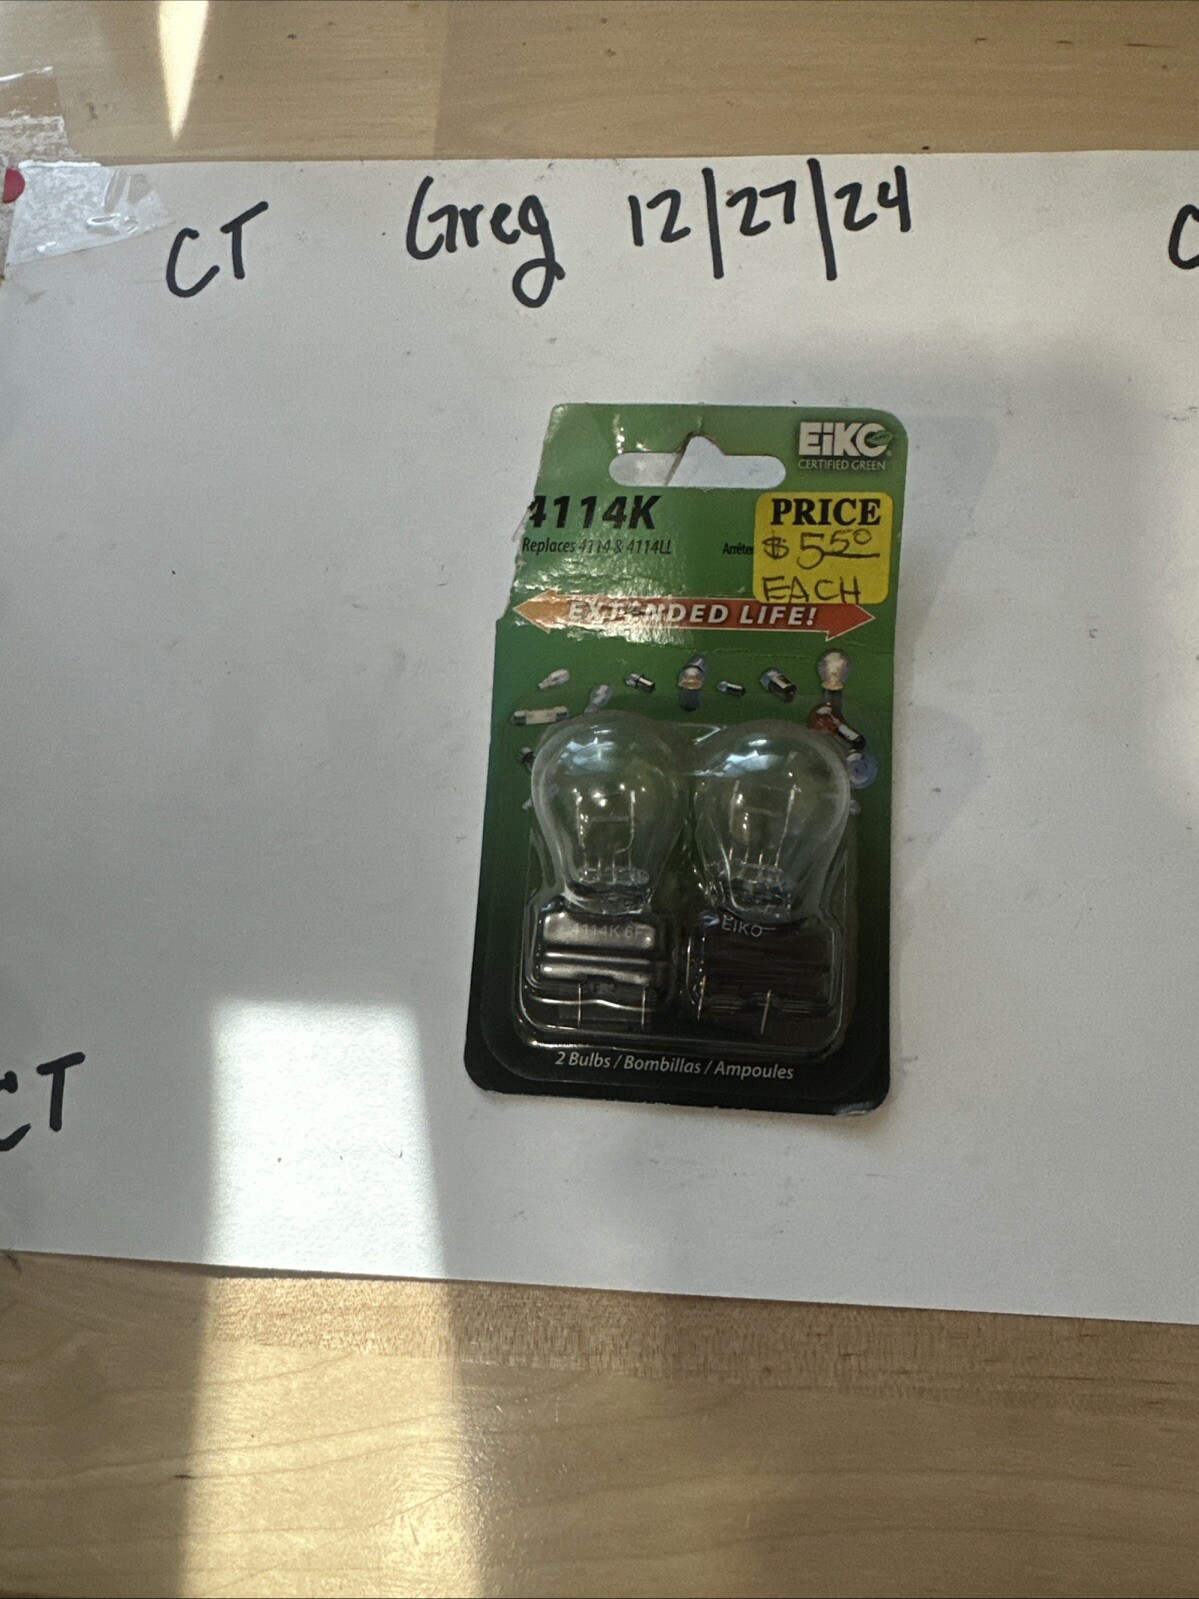 CT Greg 12/27/24 C
EiKO
CERTIFIED GREEN
4114K
Replaces 4114 & 4114LL
Arrêter
PRICE
$ 5.50
EACH
EXTENDED LIFE!
4114K
EIKO
2 Bulbs / Bombillas / Ampoules
CT